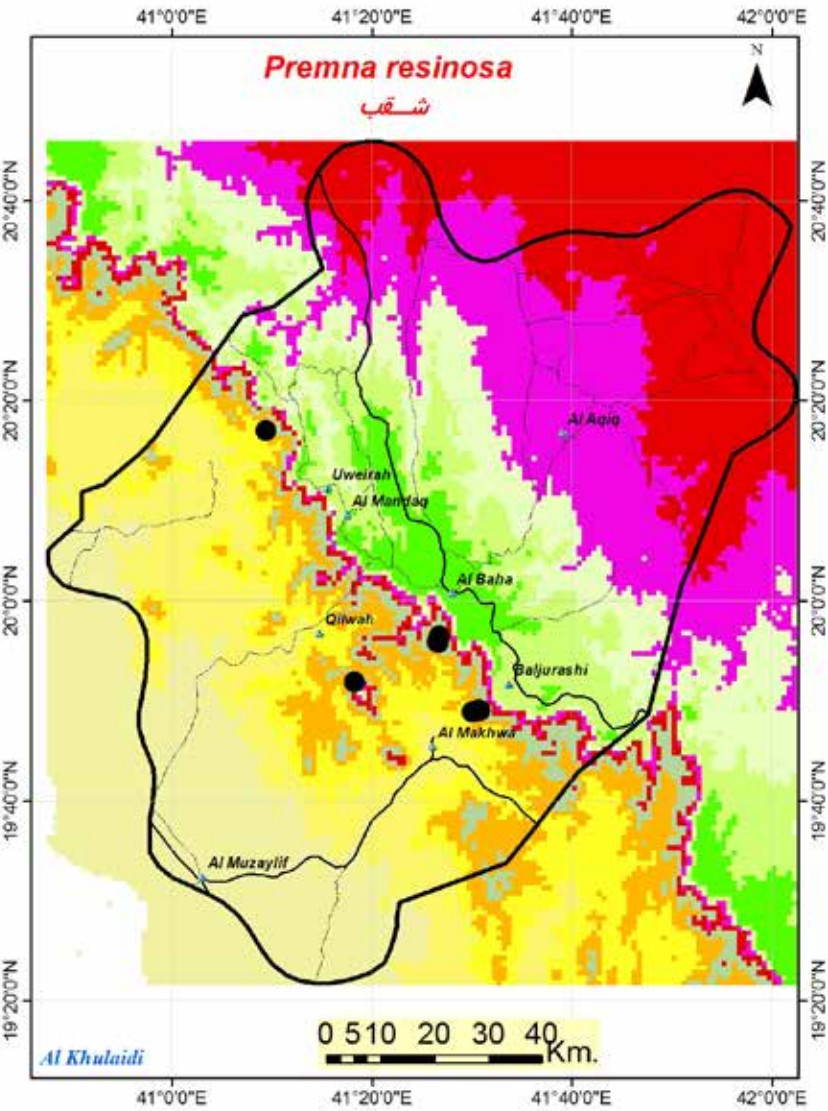 41°0'0"E 41°20'0"E 41°40'0"E 42°0'0"E
Premna resinosa
شـــقب
N
20°40'0"N 20°40'0"N
20°20'0"N 20°20'0"N
Al Aqiq
Uweirah
Al Mandaq
20°0'0"N 20°0'0"N
Al Baha
Qilwah
Baljurashi
Al Makhwa
19°40'0"N 19°40'0"N
Al Muzaylif
19°20'0"N 19°20'0"N
0 5 10 20 30 40
Km.
Al Khulaidi
41°0'0"E 41°20'0"E 41°40'0"E 42°0'0"E